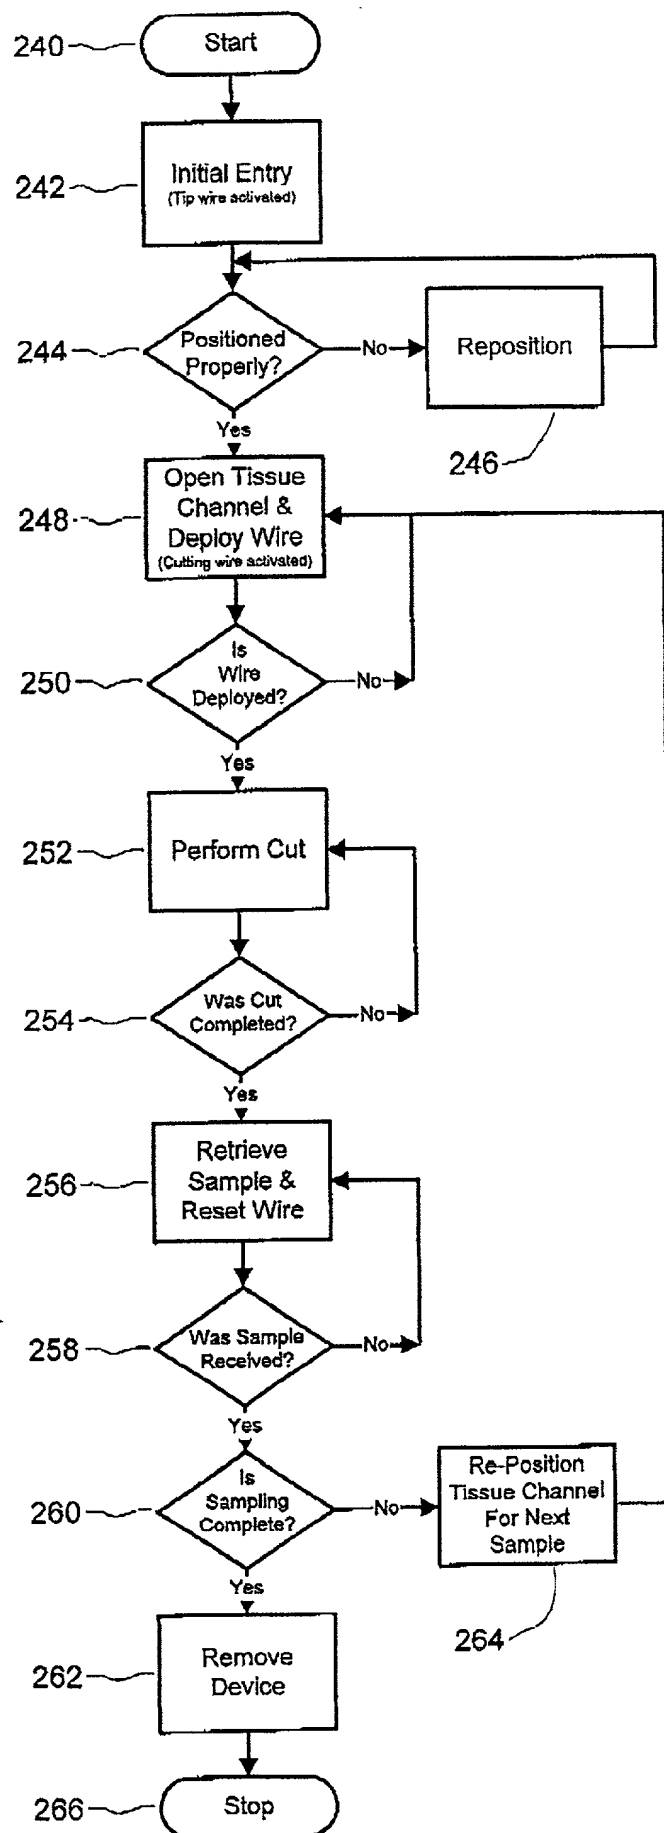 240
Start
242
Initial Entry
(Tip wire activated)
244
Positioned
Properly?
No
Reposition
246
Yes
248
Open Tissue
Channel &
Deploy Wire
(Cutting wire activated)
250
Is
Wire
Deployed?
No
Yes
252
Perform Cut
254
Was Cut
Completed?
No
Yes
256
Retrieve
Sample &
Reset Wire
258
Was Sample
Received?
No
Yes
260
Is
Sampling
Complete?
No
Re-Position
Tissue Channel
For Next
Sample
264
Yes
262
Remove
Device
266
Stop